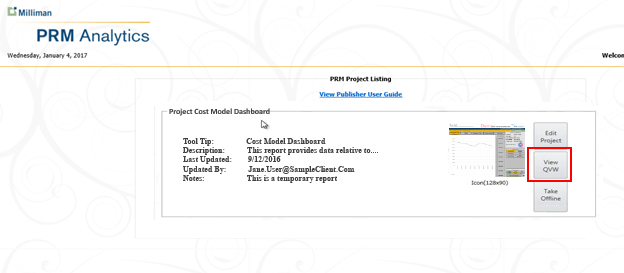 Milliman
PRM Analytics
Wednesday, January 4, 2017
Welco
PRM Project Listing
View Publisher User Guide
Project Cost Model Dashboard
Tool Tip: Cost Model Dashboard
Description: This report provides data relative to....
Last Updated: 9/12/2016
Updated By: Jane.User@SampleClient.Com
Notes: This is a temporary report
Icon(128x90)
Edit
Project
View
QVW
Take
Offline